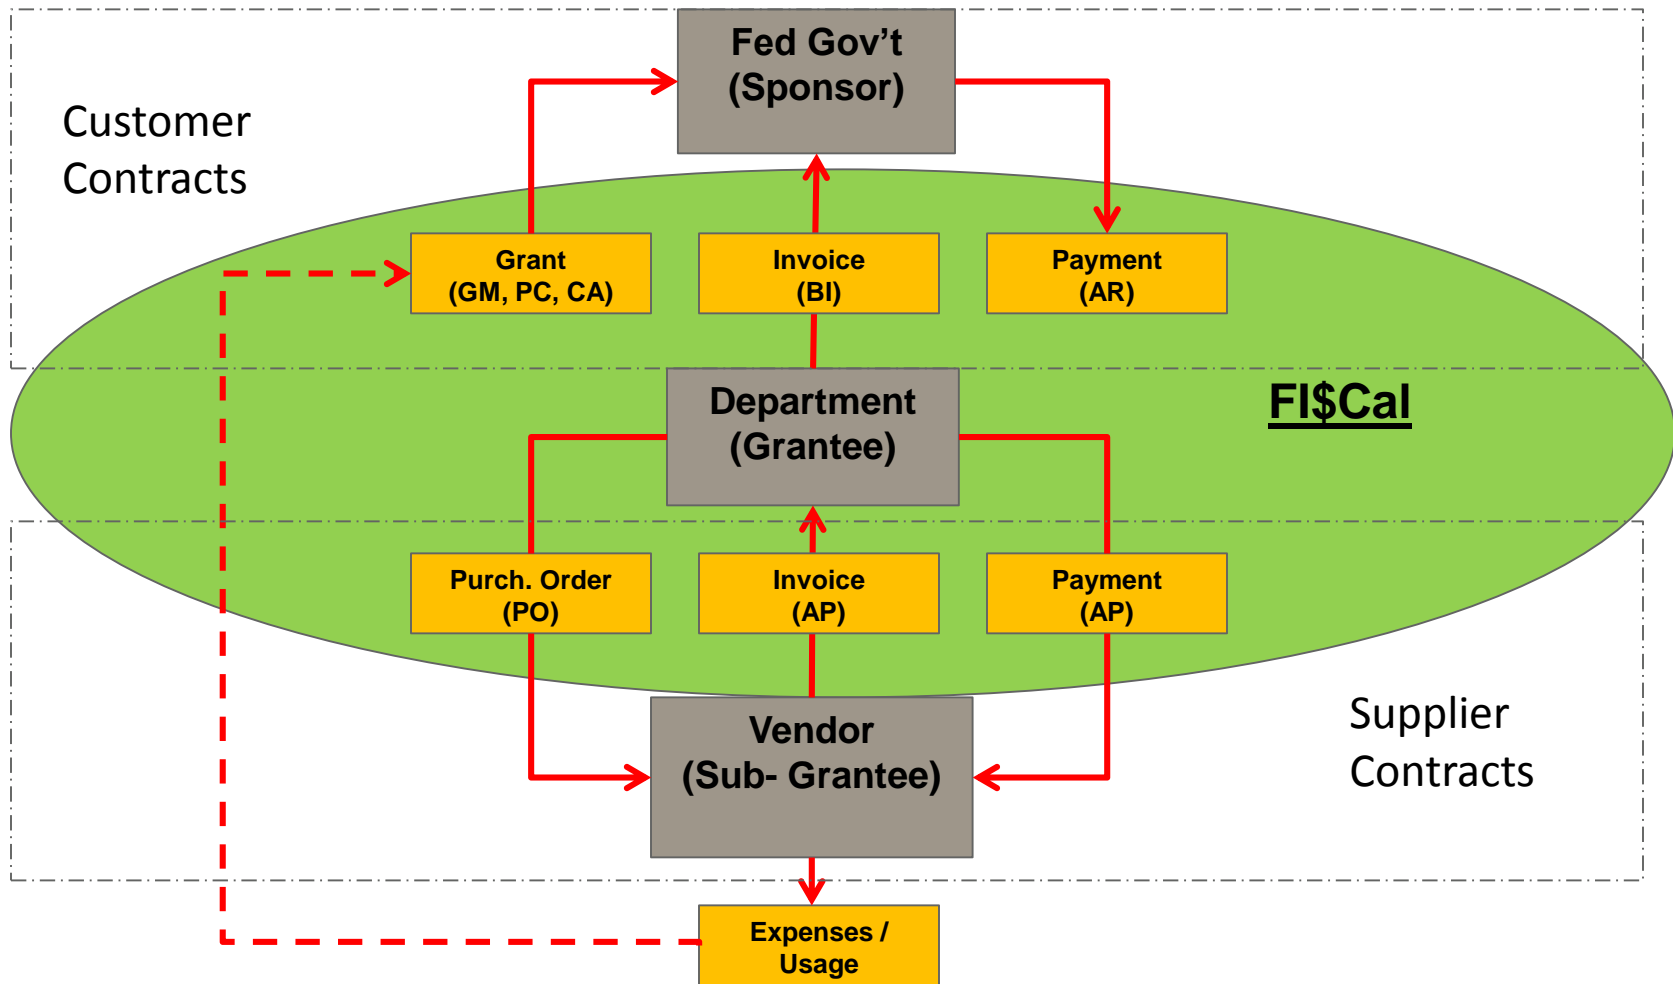 Fed Gov’t
(Sponsor)
Customer
Contracts
Grant
(GM, PC, CA)
Invoice
(BI)
Payment
(AR)
Department
(Grantee)
FI$Cal
Purch. Order
(PO)
Invoice
(AP)
Payment
(AP)
Vendor
(Sub- Grantee)
Supplier
Contracts
Expenses /
Usage